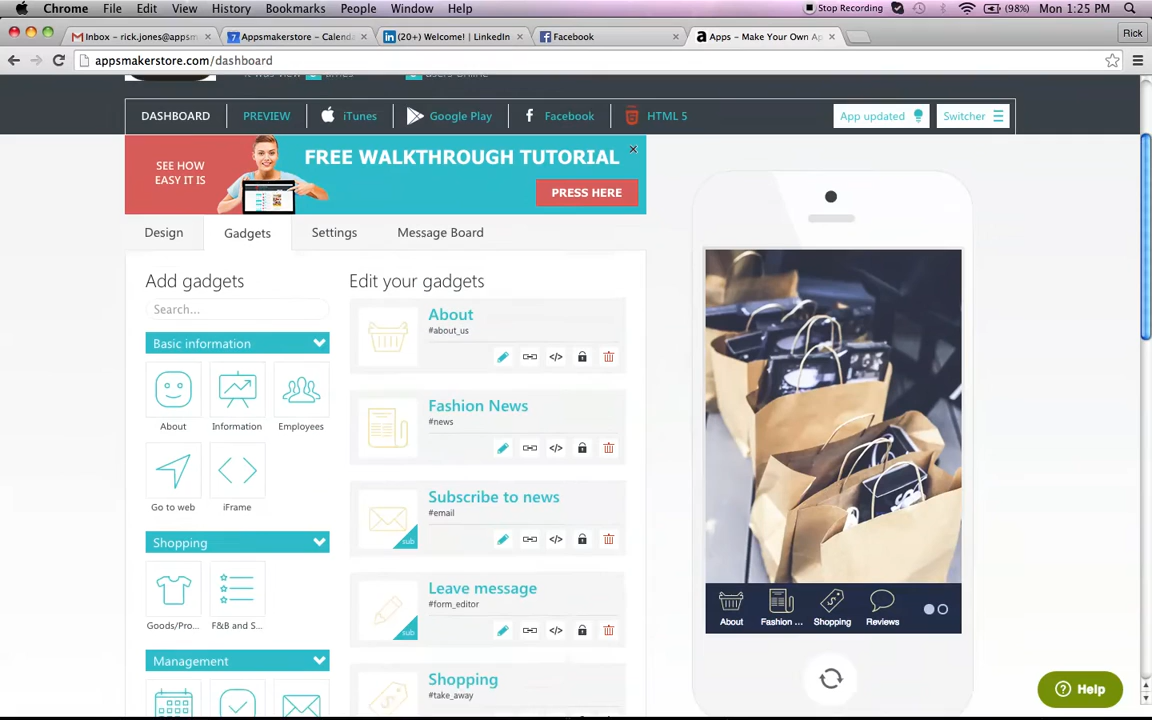 Chrome File Edit View History Bookmarks People Window Help Stop Recording (98%) Mon 1:25 PM
Inbox - rick.jones@appsm × Appsmakerstore - Calenda × (20+) Welcome! | LinkedIn × Facebook × Apps - Make Your Own Ap × Rick
appsmakerstore.com/dashboard
DASHBOARD PREVIEW iTunes Google Play Facebook HTML 5 App updated Switcher
SEE HOW
EASY IT IS
FREE WALKTHROUGH TUTORIAL
PRESS HERE
Design Gadgets Settings Message Board
Add gadgets
Search...
Basic information
About Information Employees
Go to web iFrame
Shopping
Goods/Pro... F&B and S...
Management
Edit your gadgets
About
#about_us
Fashion News
#news
Subscribe to news
#email
sub
Leave message
#form_editor
sub
Shopping
#take_away
About Fashion ... Shopping Reviews
Help